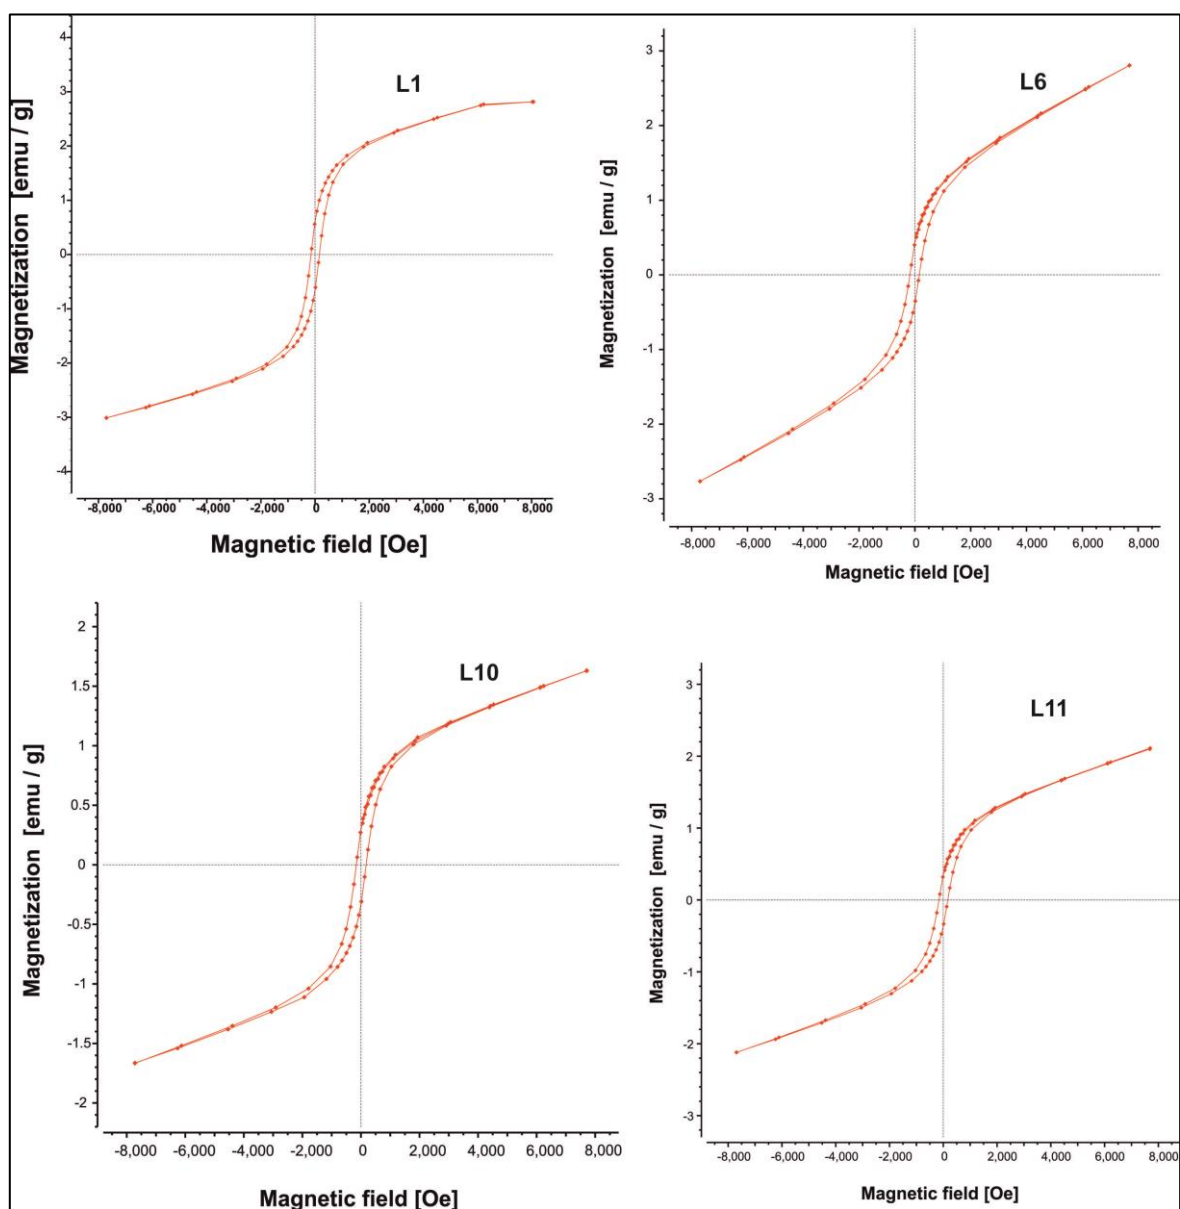 L1
Magnetization [emu / g]
4
3
2
1
0
-1
-2
-3
-4
-8,000 -6,000 -4,000 -2,000 0 2,000 4,000 6,000 8,000
Magnetic field [Oe]
L6
Magnetization [emu / g]
3
2
1
0
-1
-2
-3
-8,000 -6,000 -4,000 -2,000 0 2,000 4,000 6,000 8,000
Magnetic field [Oe]
L10
Magnetization [emu / g]
2
1.5
1
0.5
0
-0.5
-1
-1.5
-2
-8,000 -6,000 -4,000 -2,000 0 2,000 4,000 6,000 8,000
Magnetic field [Oe]
L11
Magnetization [emu / g]
3
2
1
0
-1
-2
-3
-8,000 -6,000 -4,000 -2,000 0 2,000 4,000 6,000 8,000
Magnetic field [Oe]